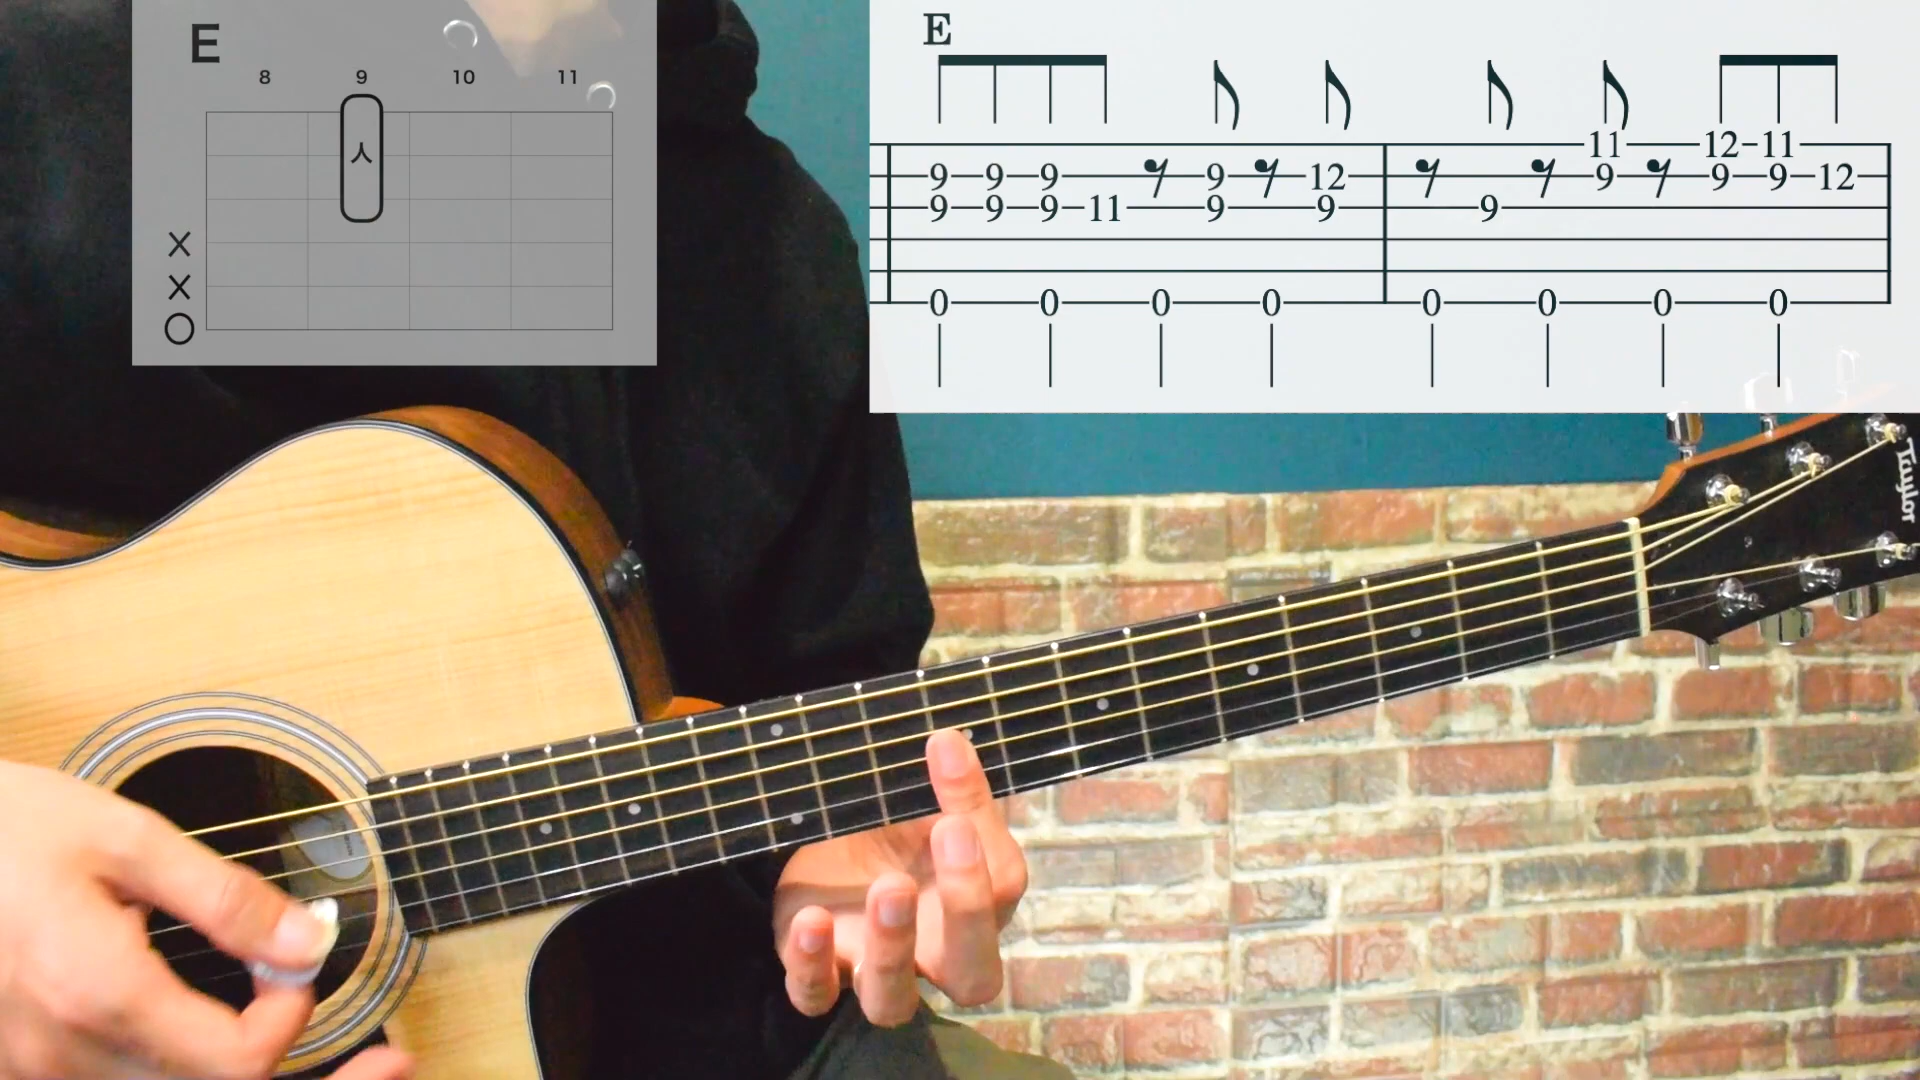 E
8 9 10 11
人
X
X
O
E
11 12 11
9 9 9 9 12 9 9 9 12
9 9 9 11 9 9 9
0 0 0 0 0 0 0 0
Taylor